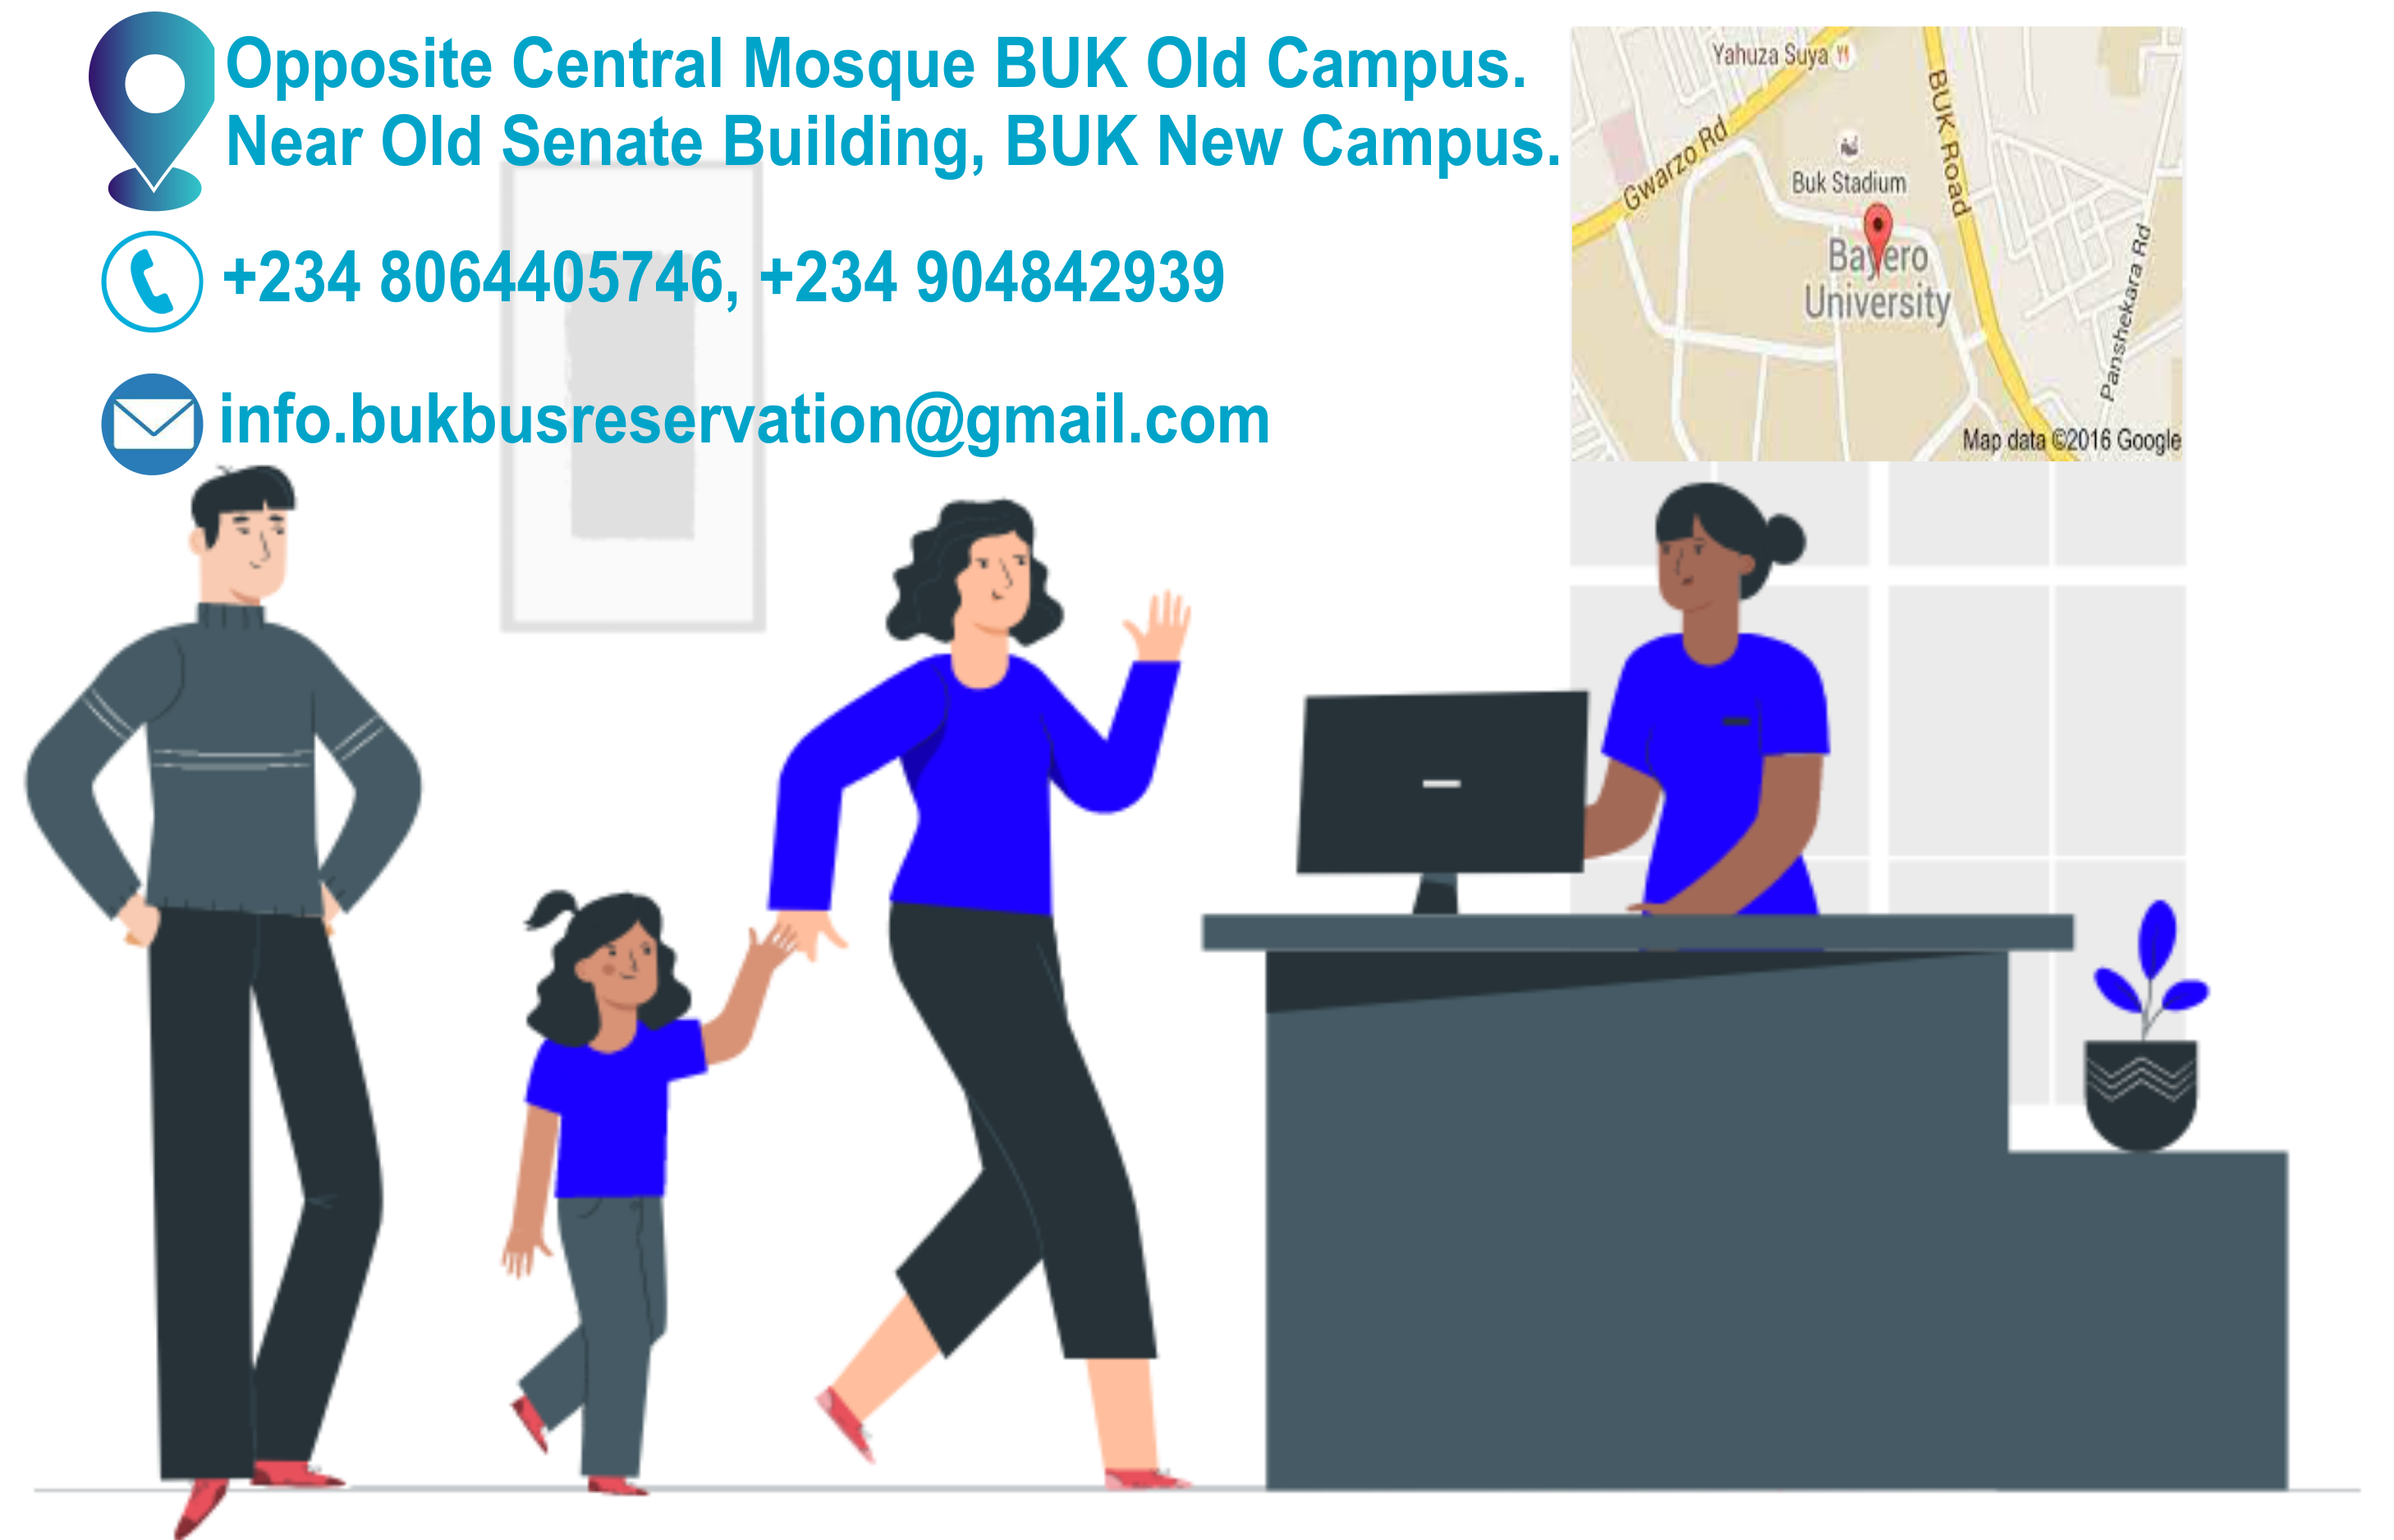 Opposite Central Mosque BUK Old Campus.
Near Old Senate Building, BUK New Campus.
+234 8064405746, +234 904842939
info.bukbusreservation@gmail.com
Yahuza Suya
Gwarzo Rd
BUK Road
Buk Stadium
Bayero
University
Panshekara Rd
Map data ©2016 Google